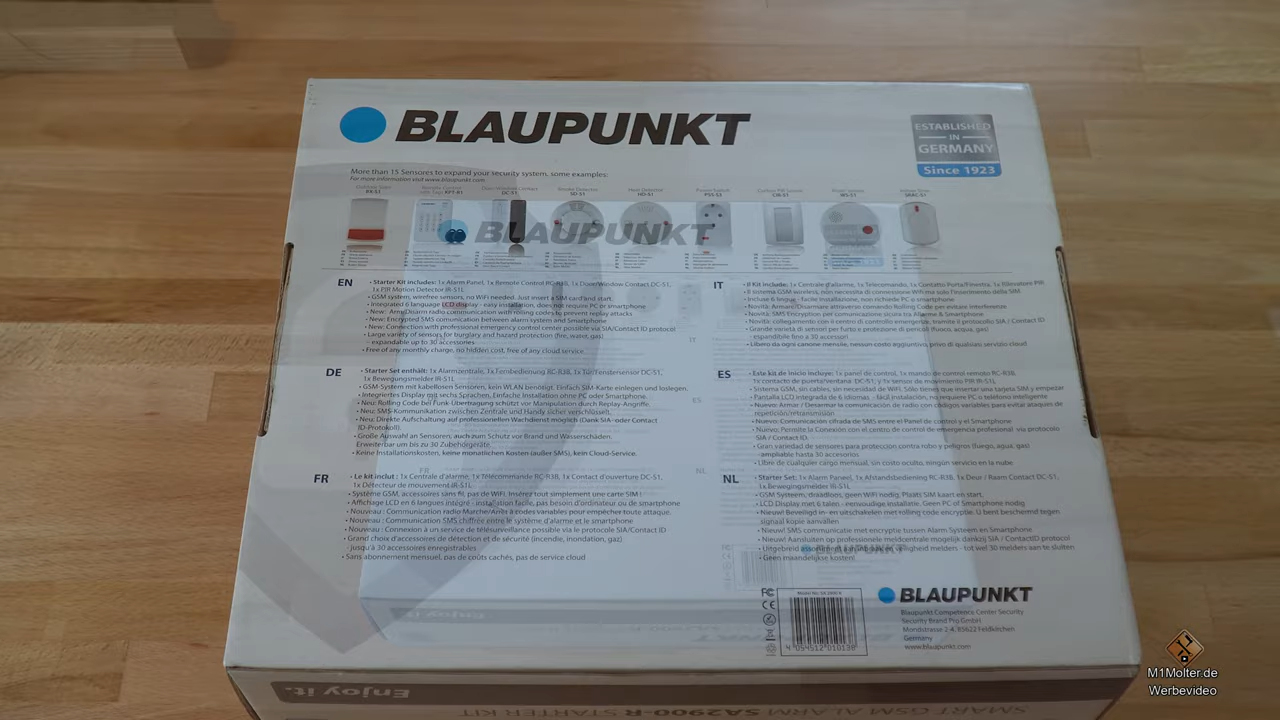 BLAUPUNKT
ESTABLISHED
IN
GERMANY
Since 1923
More than 15 Sensors to expand your security system, some examples:
For more information visit www.blaupunkt.com
EN
• Starter Kit includes: 1x Alarm Panel, 1x Remote Control RC-R3B, 1x Door/Window Contact DC-S1,
1x PIR Motion Detector IR-S1L
• GSM system, wirefree sensors, no WiFi needed. Just insert a SIM card and start.
• Integrated 6 language LCD display - easy installation, does not require PC or smartphone
• New: Arm/Disarm radio communication with rolling codes to prevent replay attacks
• New: Encrypted SMS comunication between alarm system and Smartphone
• New: Connection with professional emergency control center possible via SIA/Contact ID protocol
• Large variety of sensors for burglary and hazard protection (fire, water, gas)
- expandable up to 30 accessories
• Free of any monthly charge, no hidden cost, free of any cloud service
DE
• Starter Set enthält: 1x Alarmzentrale, 1x Fernbedienung RC-R3B, 1x Tür/Fenstersensor DC-S1,
1x Bewegungsmelder IR-S1L
• GSM-System mit kabellosen Sensoren, kein WLAN benötigt. Einfach SIM-Karte einlegen und loslegen.
• Integriertes Display mit sechs Sprachen. Einfache Installation ohne PC oder Smartphone.
• Neu: Rolling Code bei Funk-Übertragung schützt vor Manipulation durch Replay-Angriffe.
• Neu: SMS-Kommunikation zwischen Zentrale und Handy sicher verschlüsselt.
• Neu: Direkte Aufschaltung auf professionellen Wachdienst möglich (Dank SIA- oder Contact
ID-Protokoll).
• Große Auswahl an Sensoren, auch zum Schutz vor Brand und Wasserschäden.
Erweiterbar um bis zu 30 Zubehörgeräte.
• Keine Installationskosten, keine monatlichen Kosten (außer SMS), kein Cloud-Service.
FR
• Le kit inclut : 1x Centrale d'alarme, 1x Télécommande RC-R3B, 1x Contact d'ouverture DC-S1,
1x Détecteur de mouvement IR-S1L
• Système GSM, accessoires sans fil, pas de WiFi. Insérez tout simplement une carte SIM !
• Affichage LCD en 6 langues intégré - installation facile, pas besoin d'ordinateur ou de smartphone
• Nouveau : Communication radio Marche/Arrêt à codes variables pour empêcher toute attaque.
• Nouveau : Communication SMS chiffrée entre le système d'alarme et le smartphone
• Nouveau : Connexion à un service de télésurveillance possible via le protocole SIA/Contact ID
• Grand choix d'accessoires de détection et de sécurité (incendie, inondation, gaz)
- jusqu'à 30 accessoires enregistrables
• Sans abonnement mensuel, pas de coûts cachés, pas de service cloud
IT
• Il Kit include: 1x Centrale d'allarme, 1x Telecomando, 1x Contatto Porta/Finestra, 1x Rilevatore PIR
• Il sistema GSM wireless, non necessita di connessione WiFi ma solo l'inserimento della SIM
• Incluse 6 lingue - facile installazione, non richiede PC o smartphone
• Novità: Armare/Disarmare attraverso comando Rolling Code per evitare interferenze
• Novità: SMS Encryption per comunicazione sicura tra Allarme & Smartphone
• Novità: collegamento con il centro di controllo emergenze, tramite il protocollo SIA / Contact ID
• Grande varietà di sensori per furto e protezione di pericoli (fuoco, acqua, gas)
- espandibile fino a 30 accessori
• Libero da ogni canone mensile, nessun costo aggiuntivo, privo di qualsiasi servizio cloud
ES
• Este kit de inicio incluye: 1x panel de control, 1x mando de control remoto RC-R3B,
1x contacto de puerta/ventana DC-S1, y 1x sensor de movimiento PIR IR-S1L.
• Sistema GSM, sin cables, sin necesidad de WiFi. Sólo tienes que insertar una tarjeta SIM y empezar
• Pantalla LCD integrada de 6 idiomas - fácil instalación, no requiere PC o teléfono inteligente
• Nuevo: Armar / Desarmar la comunicación de radio con códigos variables para evitar ataques de
repetición/retransmisión
• Nuevo: Comunicación cifrada de SMS entre el Panel de control y el Smartphone
• Nuevo: Permite la Conexión con el centro de control de emergencia profesional vía protocolo
SIA / Contact ID.
• Gran variedad de sensores para protección contra robo y peligros (fuego, agua, gas)
- ampliable hasta 30 accesorios
• Libre de cualquier cargo mensual, sin costo oculto, ningún servicio en la nube
NL
• Starter Set: 1x Alarm Paneel, 1x Afstandsbediening RC-R3B, 1x Deur / Raam Contact DC-S1,
1x Bewegingsmelder IR-S1L
• GSM Systeem, draadloos, geen WiFi nodig. Plaats SIM kaart en start.
• LCD Display met 6 talen - eenvoudige installatie. Geen PC of Smartphone nodig
• Nieuw! Beveiligd in- en uitschakelen met rolling code encryptie. U bent beschermd tegen
signaal kopie aanvallen
• Nieuw! SMS communicatie met encryptie tussen Alarm Systeem en Smartphone
• Nieuw! Aansluiten op professionele meldcentrale mogelijk dankzij SIA / ContactID protocol
- tot wel 30 melders aan te sluiten
• Geen maandelijkse kosten!
BLAUPUNKT
Blaupunkt Competence Center Security
Security Brand Pro GmbH
Mondstrasse 2-4, 85622 Feldkirchen
Germany
www.blaupunkt.com
4 054512 010138
Enjoy it.
SMART GSM ALARM SA2900-R STARTER KIT
M1Molter.de
Werbevideo